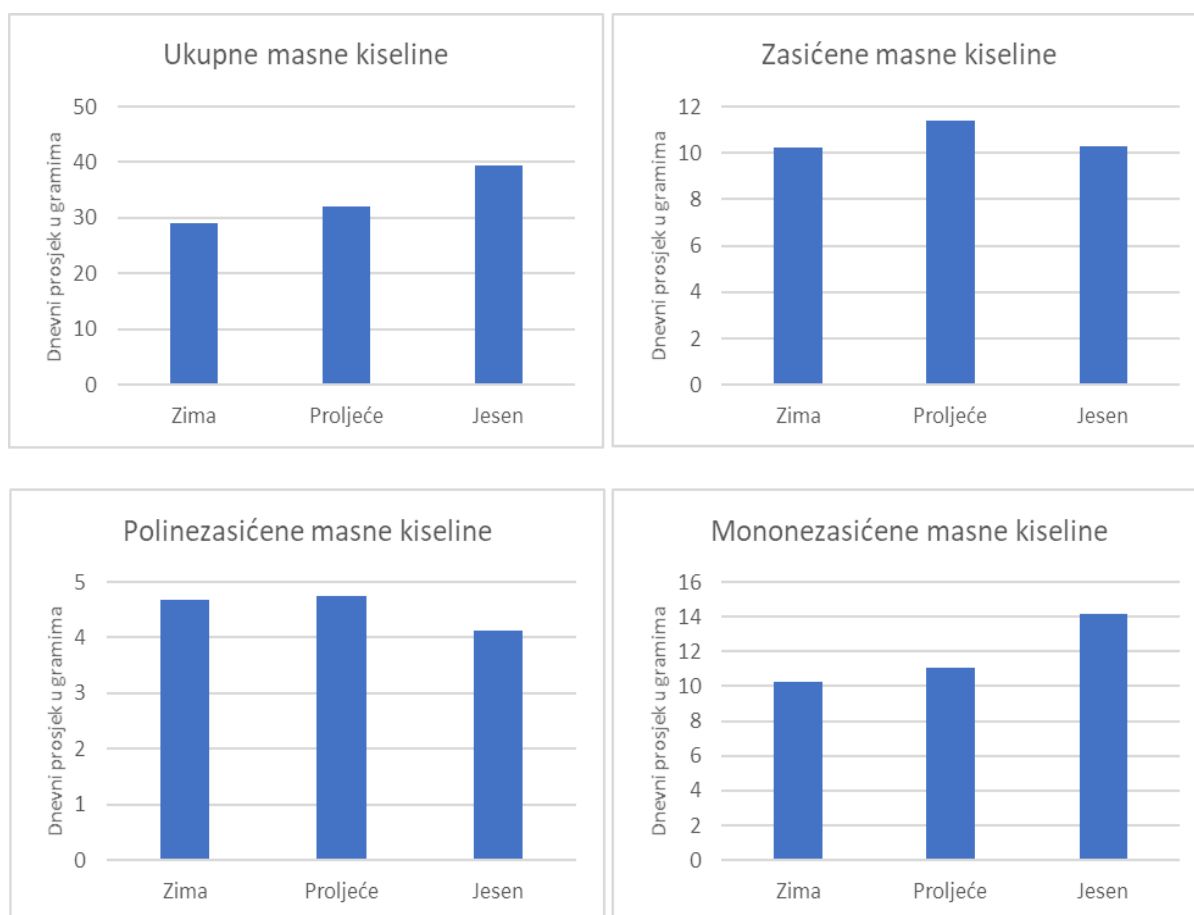 Ukupne masne kiseline
Dnevni prosjek u gramima
50
40
30
20
10
0
Zima Proljeće Jesen
Zasićene masne kiseline
Dnevni prosjek u gramima
12
10
8
6
4
2
0
Zima Proljeće Jesen
Polinezasićene masne kiseline
Dnevni prosjek u gramima
5
4
3
2
1
0
Zima Proljeće Jesen
Mononezasićene masne kiseline
Dnevni prosjek u gramima
16
14
12
10
8
6
4
2
0
Zima Proljeće Jesen